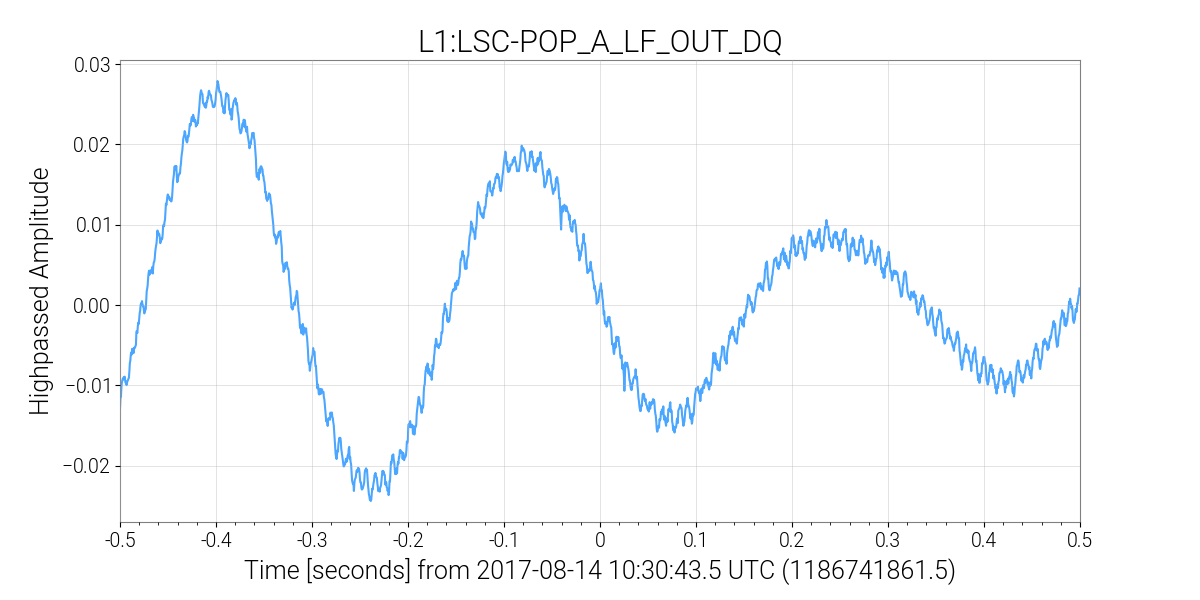 L1:LSC-POP_A_LF_OUT_DQ
Highpassed Amplitude
0.03
0.02
0.01
0.00
−0.01
−0.02
-0.5 -0.4 -0.3 -0.2 -0.1 0 0.1 0.2 0.3 0.4 0.5
Time [seconds] from 2017-08-14 10:30:43.5 UTC (1186741861.5)